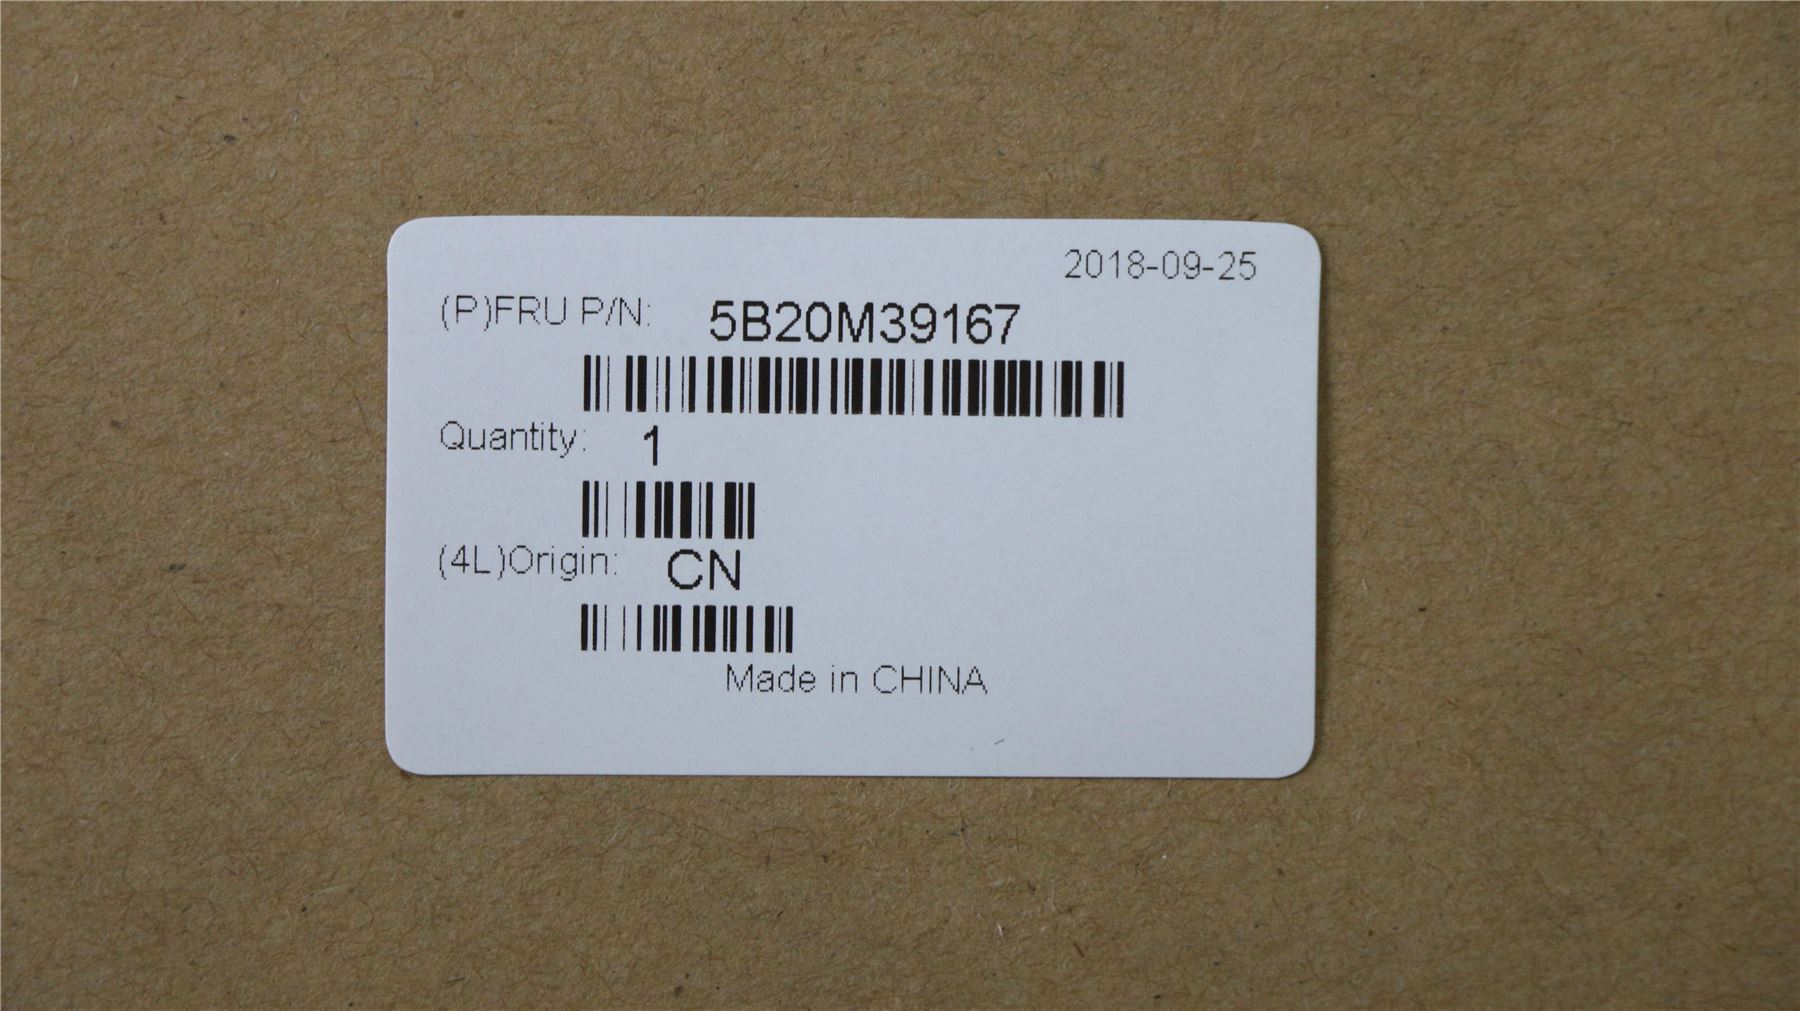 2018-09-25
(P)FRU P/N: 5B20M39167
Quantity: 1
(4L)Origin: CN
Made in CHINA